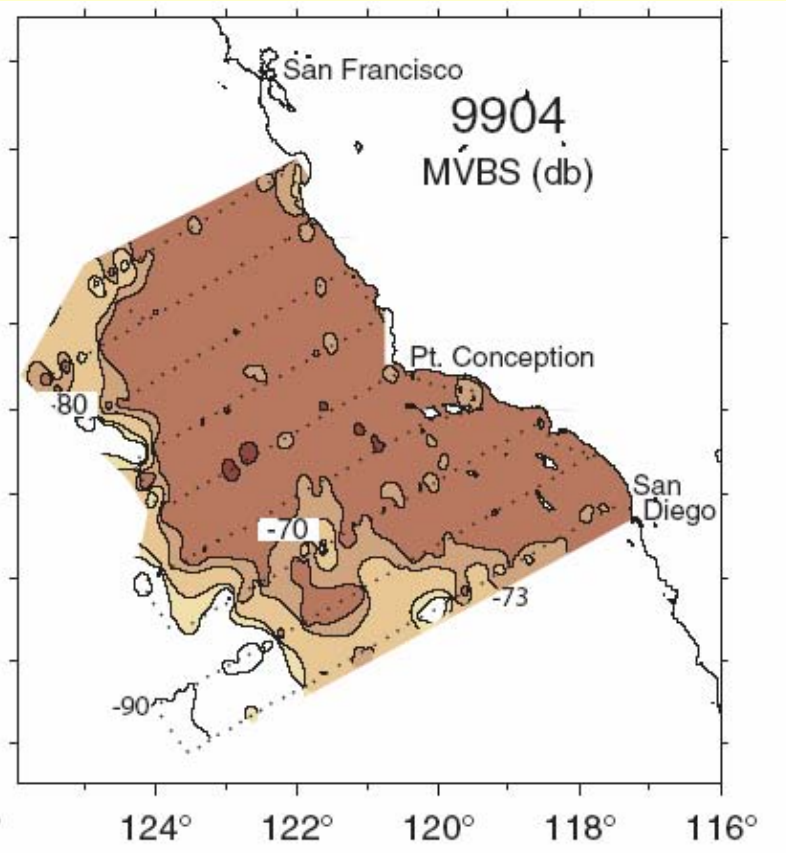 San Francisco
9904
MVBS (db)
Pt. Conception
-80
San
Diego
-70
-73
-90
124° 122° 120° 118° 116°